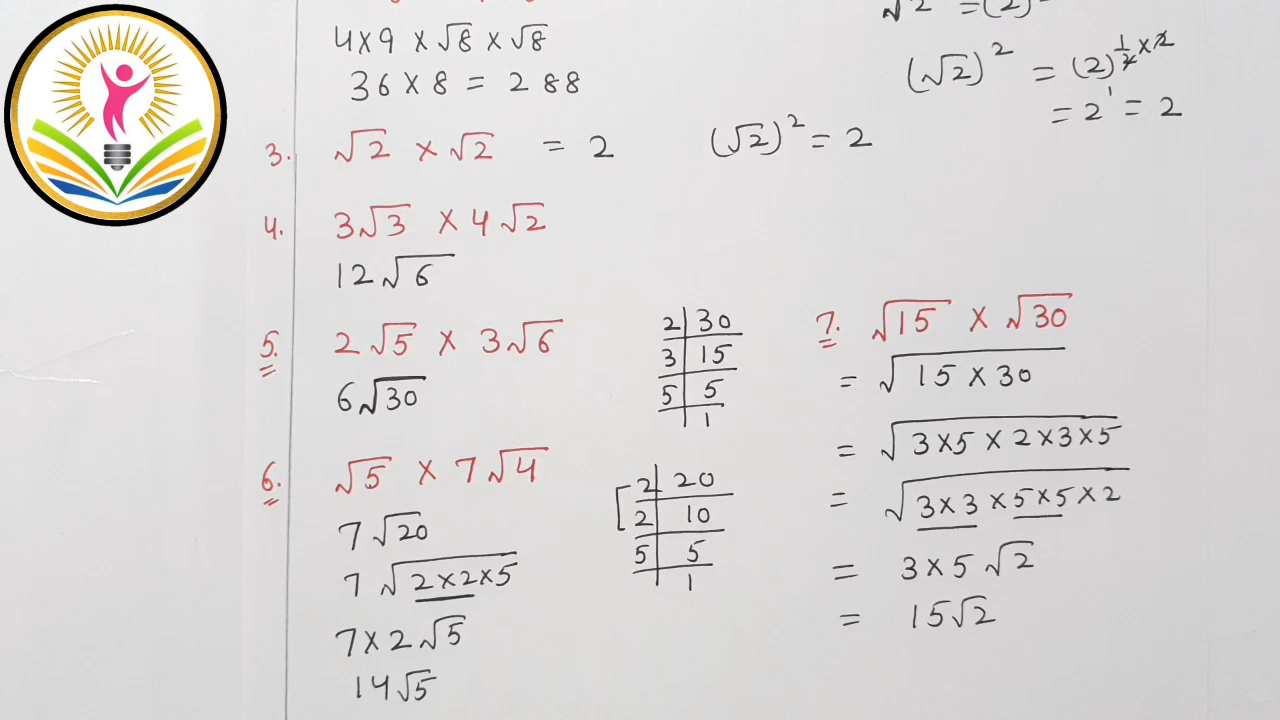 4×9 ×√8 ×√8
36×8 = 288
3. √2 × √2 = 2
(√2)² = 2
(√2)² = (2)^(1/2×2)
= 2¹ = 2
4. 3√3 × 4√2
12√6
5. 2√5 × 3√6
6√30
2 | 30
3 | 15
5 | 5
1
6. √5 × 7√4
7√20
7√(2×2×5)
7×2√5
14√5
2 | 20
2 | 10
5 | 5
1
7. √15 × √30
= √(15×30)
= √(3×5×2×3×5)
= √(3×3×5×5×2)
= 3×5√2
= 15√2